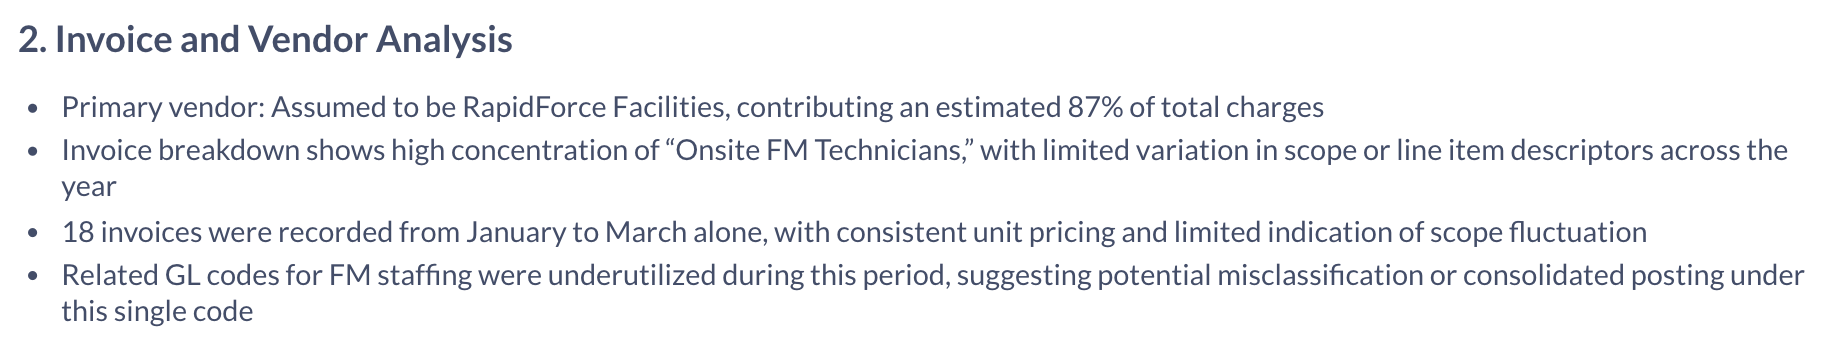 2. Invoice and Vendor Analysis
• Primary vendor: Assumed to be RapidForce Facilities, contributing an estimated 87% of total charges
• Invoice breakdown shows high concentration of “Onsite FM Technicians,” with limited variation in scope or line item descriptors across the
year
• 18 invoices were recorded from January to March alone, with consistent unit pricing and limited indication of scope fluctuation
• Related GL codes for FM staffing were underutilized during this period, suggesting potential misclassification or consolidated posting under
this single code